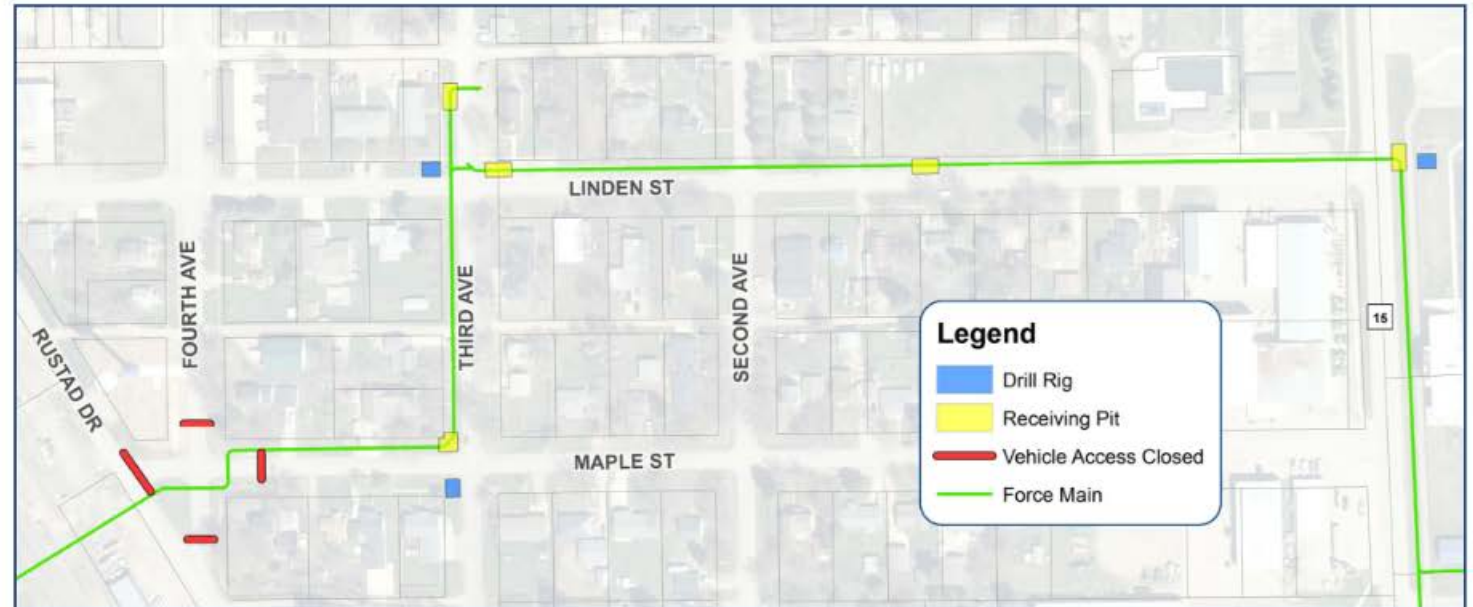 LINDEN ST
FOURTH AVE
THIRD AVE
SECOND AVE
RUSTAD DR
15
MAPLE ST
Legend
Drill Rig
Receiving Pit
Vehicle Access Closed
Force Main